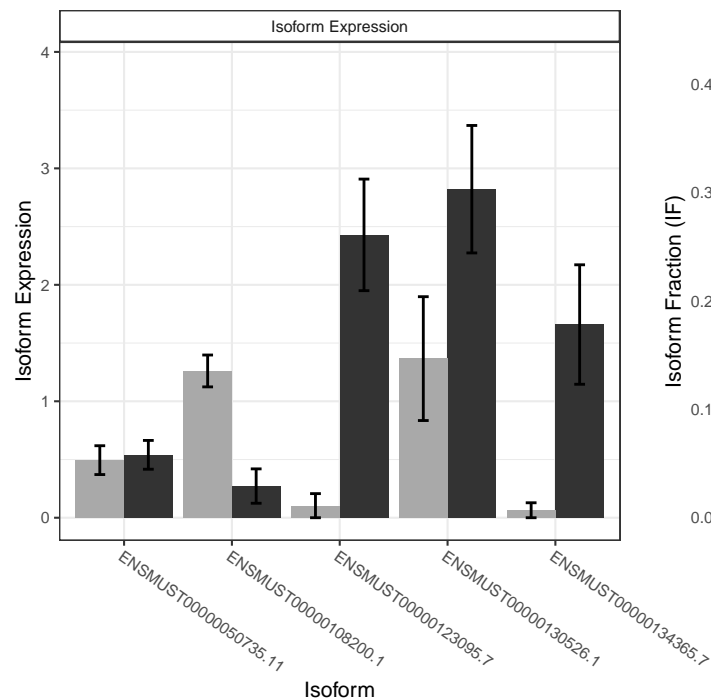 Isoform Expression
4
3
2
1
0
Isoform Expression
ENSMUST00000050735.11
ENSMUST00000108200.1
ENSMUST00000123095.7
ENSMUST00000130526.1
ENSMUST00000134365.7
Isoform
0.4
0.3
0.2
0.1
0.0
Isoform Fraction (IF)